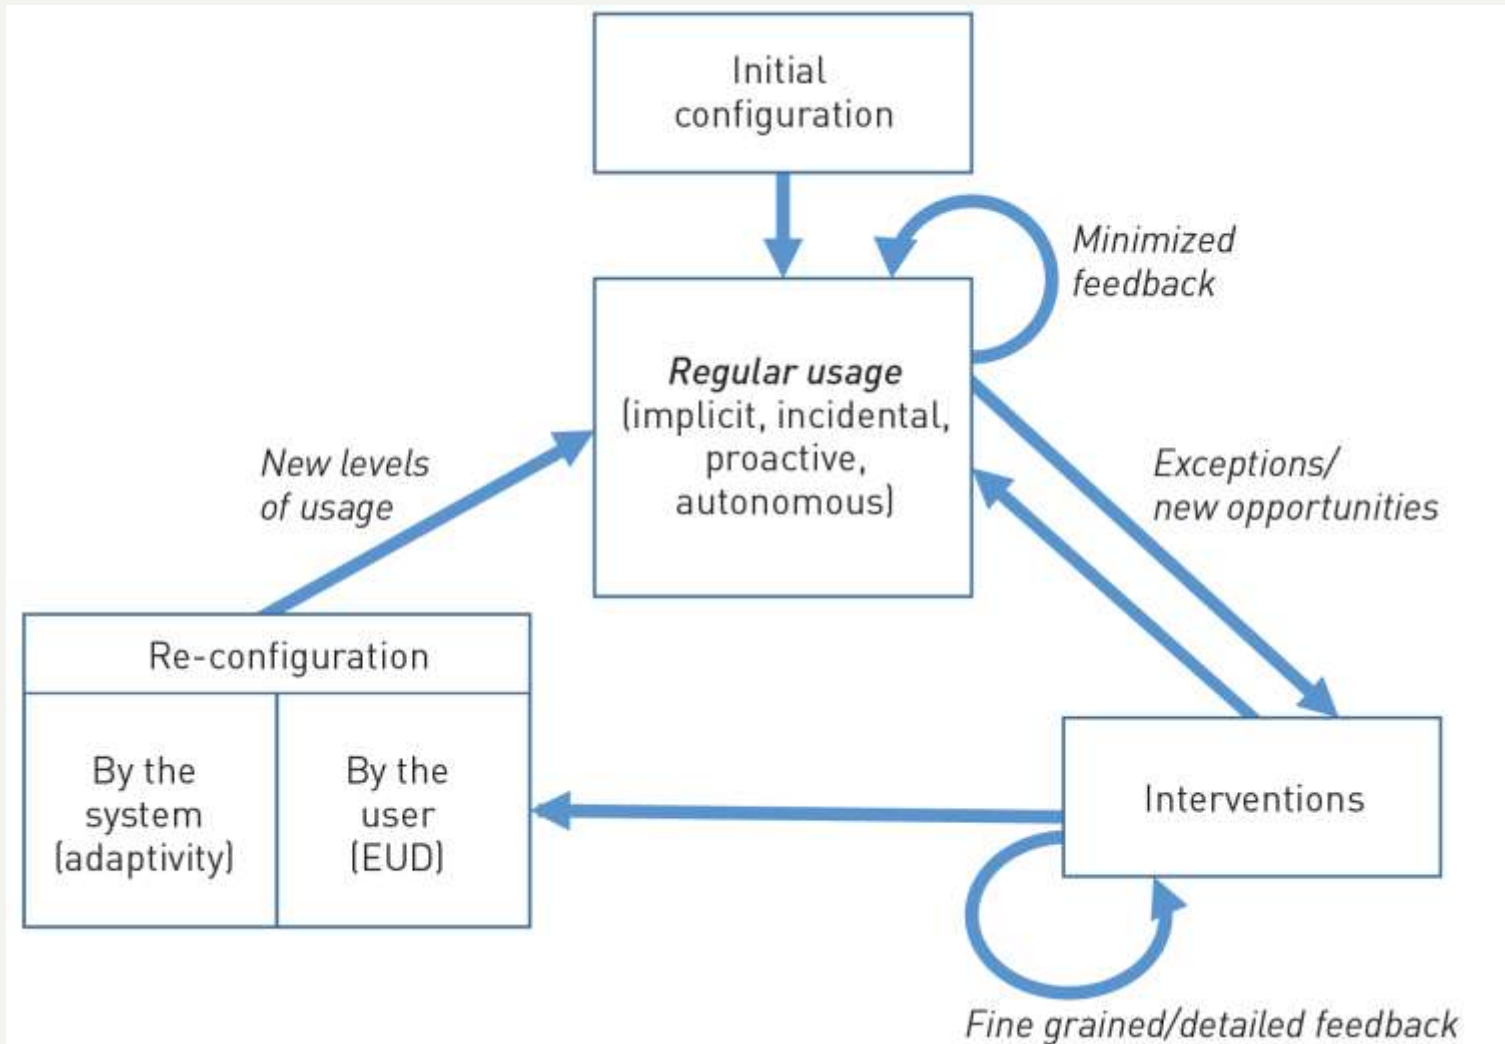 Initial
configuration
Minimized
feedback
Regular usage
(implicit, incidental,
proactive,
autonomous)
New levels
of usage
Exceptions/
new opportunities
Re-configuration
By the
system
(adaptivity)
By the
user
(EUD)
Interventions
Fine grained/detailed feedback